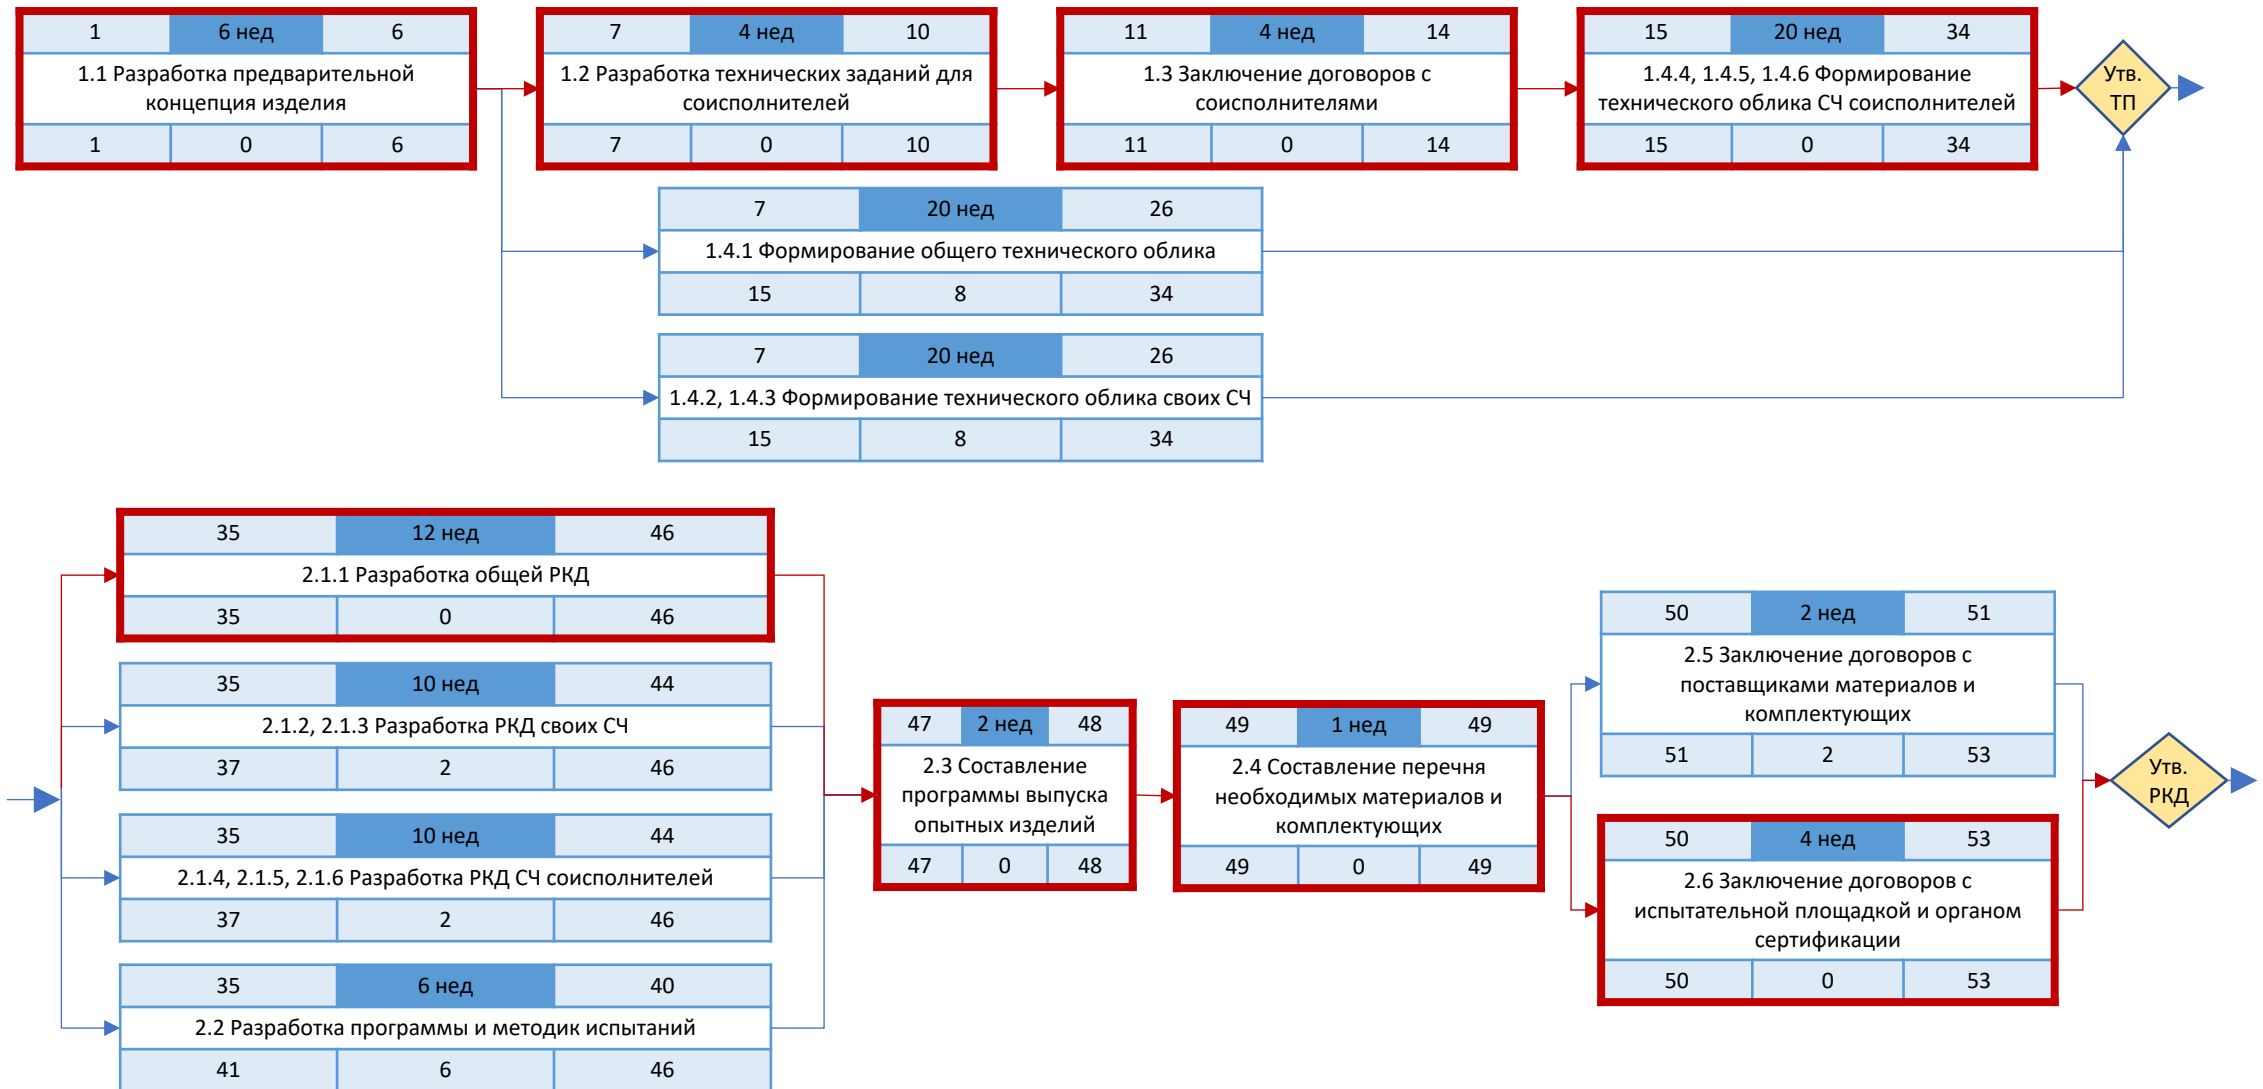 1 6 нед 6
1.1 Разработка предварительной
концепция изделия
1 0 6
7 4 нед 10
1.2 Разработка технических заданий для
соисполнителей
7 0 10
11 4 нед 14
1.3 Заключение договоров с
соисполнителями
11 0 14
15 20 нед 34
1.4.4, 1.4.5, 1.4.6 Формирование
технического облика СЧ соисполнителей
15 0 34
Утв.
ТП
7 20 нед 26
1.4.1 Формирование общего технического облика
15 8 34
7 20 нед 26
1.4.2, 1.4.3 Формирование технического облика своих СЧ
15 8 34
35 12 нед 46
2.1.1 Разработка общей РКД
35 0 46
35 10 нед 44
2.1.2, 2.1.3 Разработка РКД своих СЧ
37 2 46
35 10 нед 44
2.1.4, 2.1.5, 2.1.6 Разработка РКД СЧ соисполнителей
37 2 46
35 6 нед 40
2.2 Разработка программы и методик испытаний
41 6 46
47 2 нед 48
2.3 Составление
программы выпуска
опытных изделий
47 0 48
49 1 нед 49
2.4 Составление перечня
необходимых материалов и
комплектующих
49 0 49
50 2 нед 51
2.5 Заключение договоров с
поставщиками материалов и
комплектующих
51 2 53
50 4 нед 53
2.6 Заключение договоров с
испытательной площадкой и органом
сертификации
50 0 53
Утв.
РКД